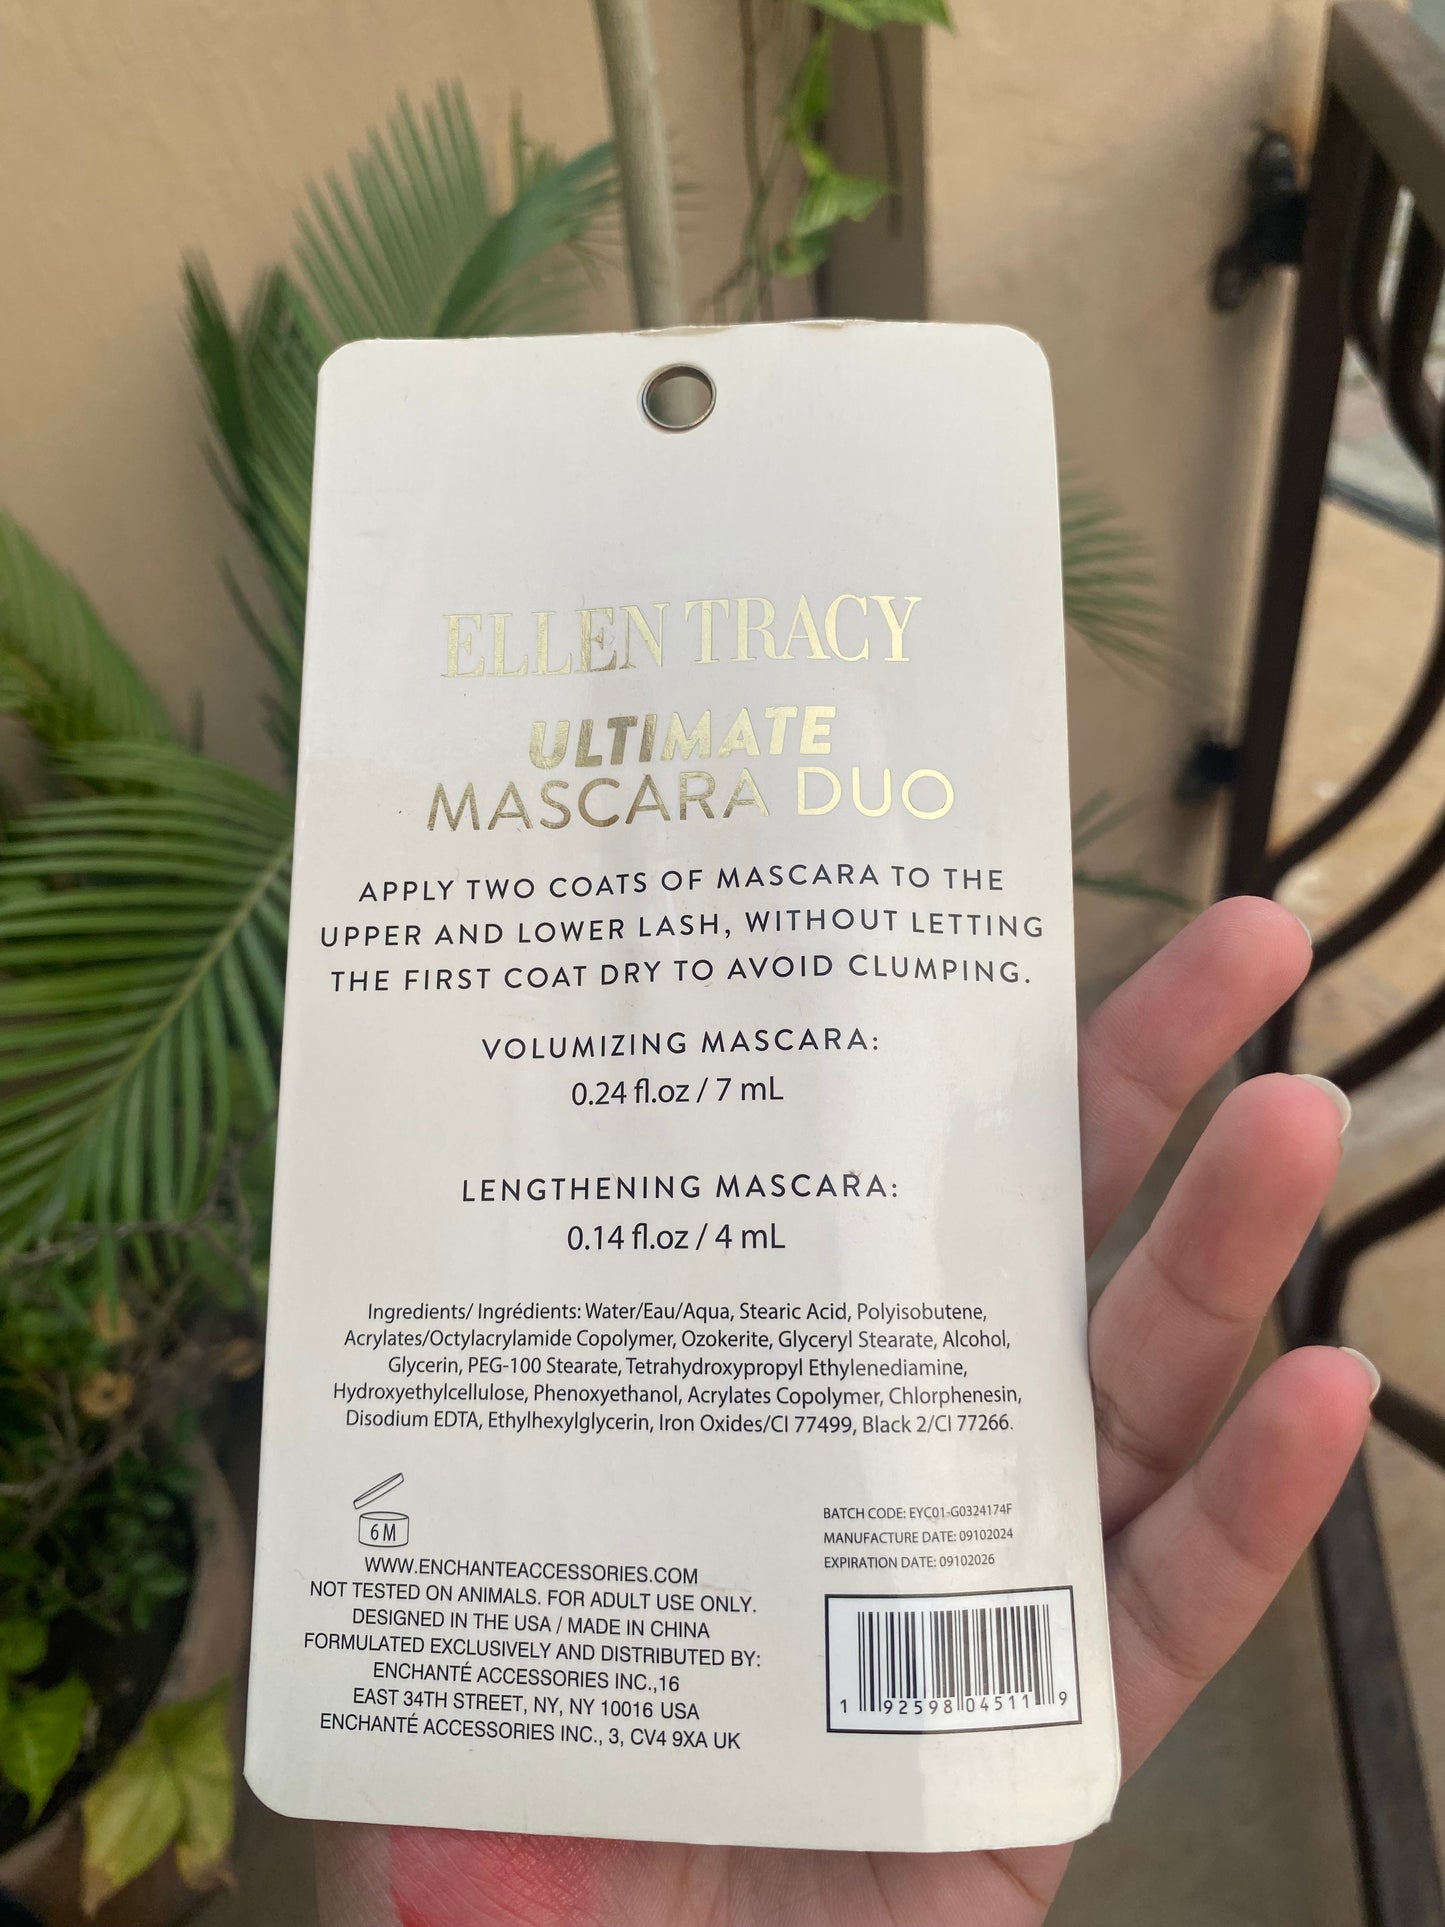 ELLEN TRACY
ULTIMATE
MASCARA DUO
APPLY TWO COATS OF MASCARA TO THE
UPPER AND LOWER LASH, WITHOUT LETTING
THE FIRST COAT DRY TO AVOID CLUMPING.
VOLUMIZING MASCARA:
0.24 fl.oz / 7 mL
LENGTHENING MASCARA:
0.14 fl.oz / 4 mL
Ingredients/ Ingrédients: Water/Eau/Aqua, Stearic Acid, Polyisobutene,
Acrylates/Octylacrylamide Copolymer, Ozokerite, Glyceryl Stearate, Alcohol,
Glycerin, PEG-100 Stearate, Tetrahydroxypropyl Ethylenediamine,
Hydroxyethylcellulose, Phenoxyethanol, Acrylates Copolymer, Chlorphenesin,
Disodium EDTA, Ethylhexylglycerin, Iron Oxides/CI 77499, Black 2/CI 77266.
6M
WWW.ENCHANTEACCESSORIES.COM
NOT TESTED ON ANIMALS. FOR ADULT USE ONLY.
DESIGNED IN THE USA / MADE IN CHINA
FORMULATED EXCLUSIVELY AND DISTRIBUTED BY:
ENCHANTÉ ACCESSORIES INC.,16
EAST 34TH STREET, NY, NY 10016 USA
ENCHANTÉ ACCESSORIES INC., 3, CV4 9XA UK
BATCH CODE: EYC01-G0324174F
MANUFACTURE DATE: 09102024
EXPIRATION DATE: 09102026
1 92598 04511 9